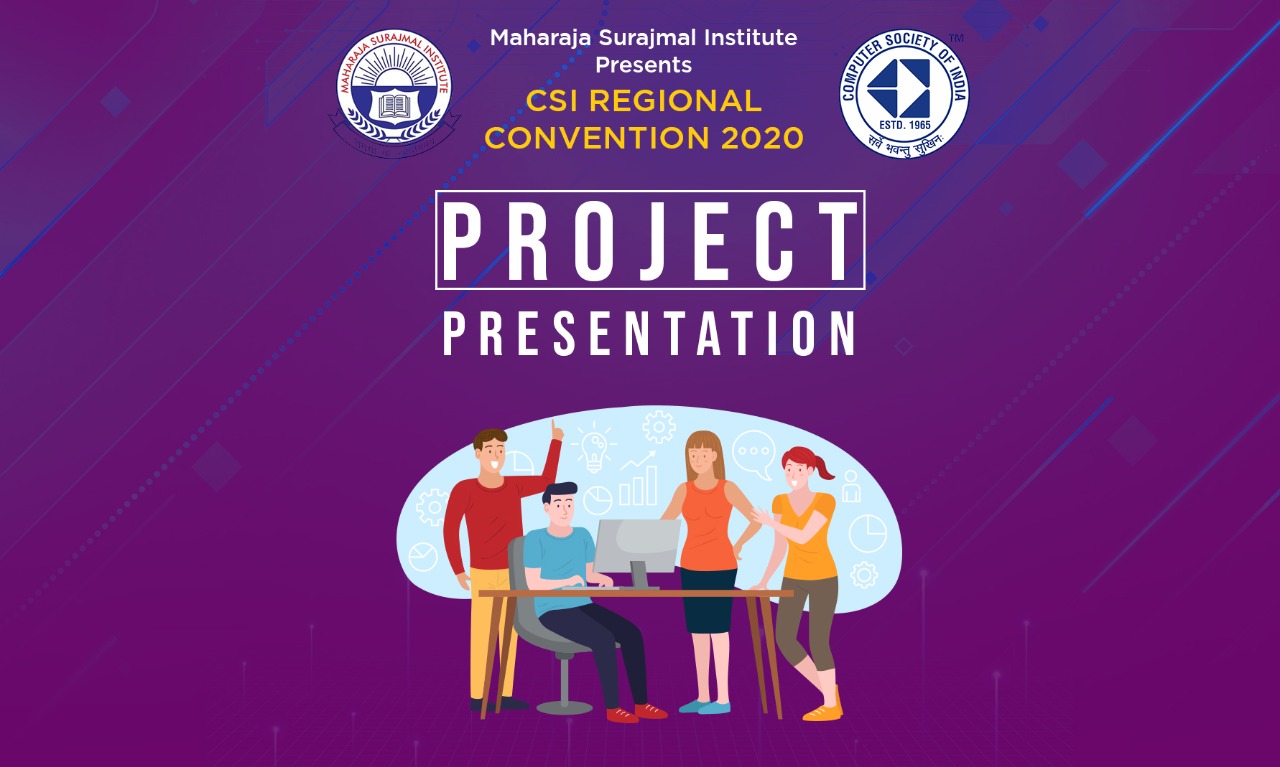 Maharaja Surajmal Institute
Presents
CSI REGIONAL
CONVENTION 2020
MAHARAJA SURAJMAL INSTITUTE
COMPUTER SOCIETY OF INDIA
TM
ESTD. 1965
सर्वे भवन्तु सुखिनः
PROJECT
PRESENTATION